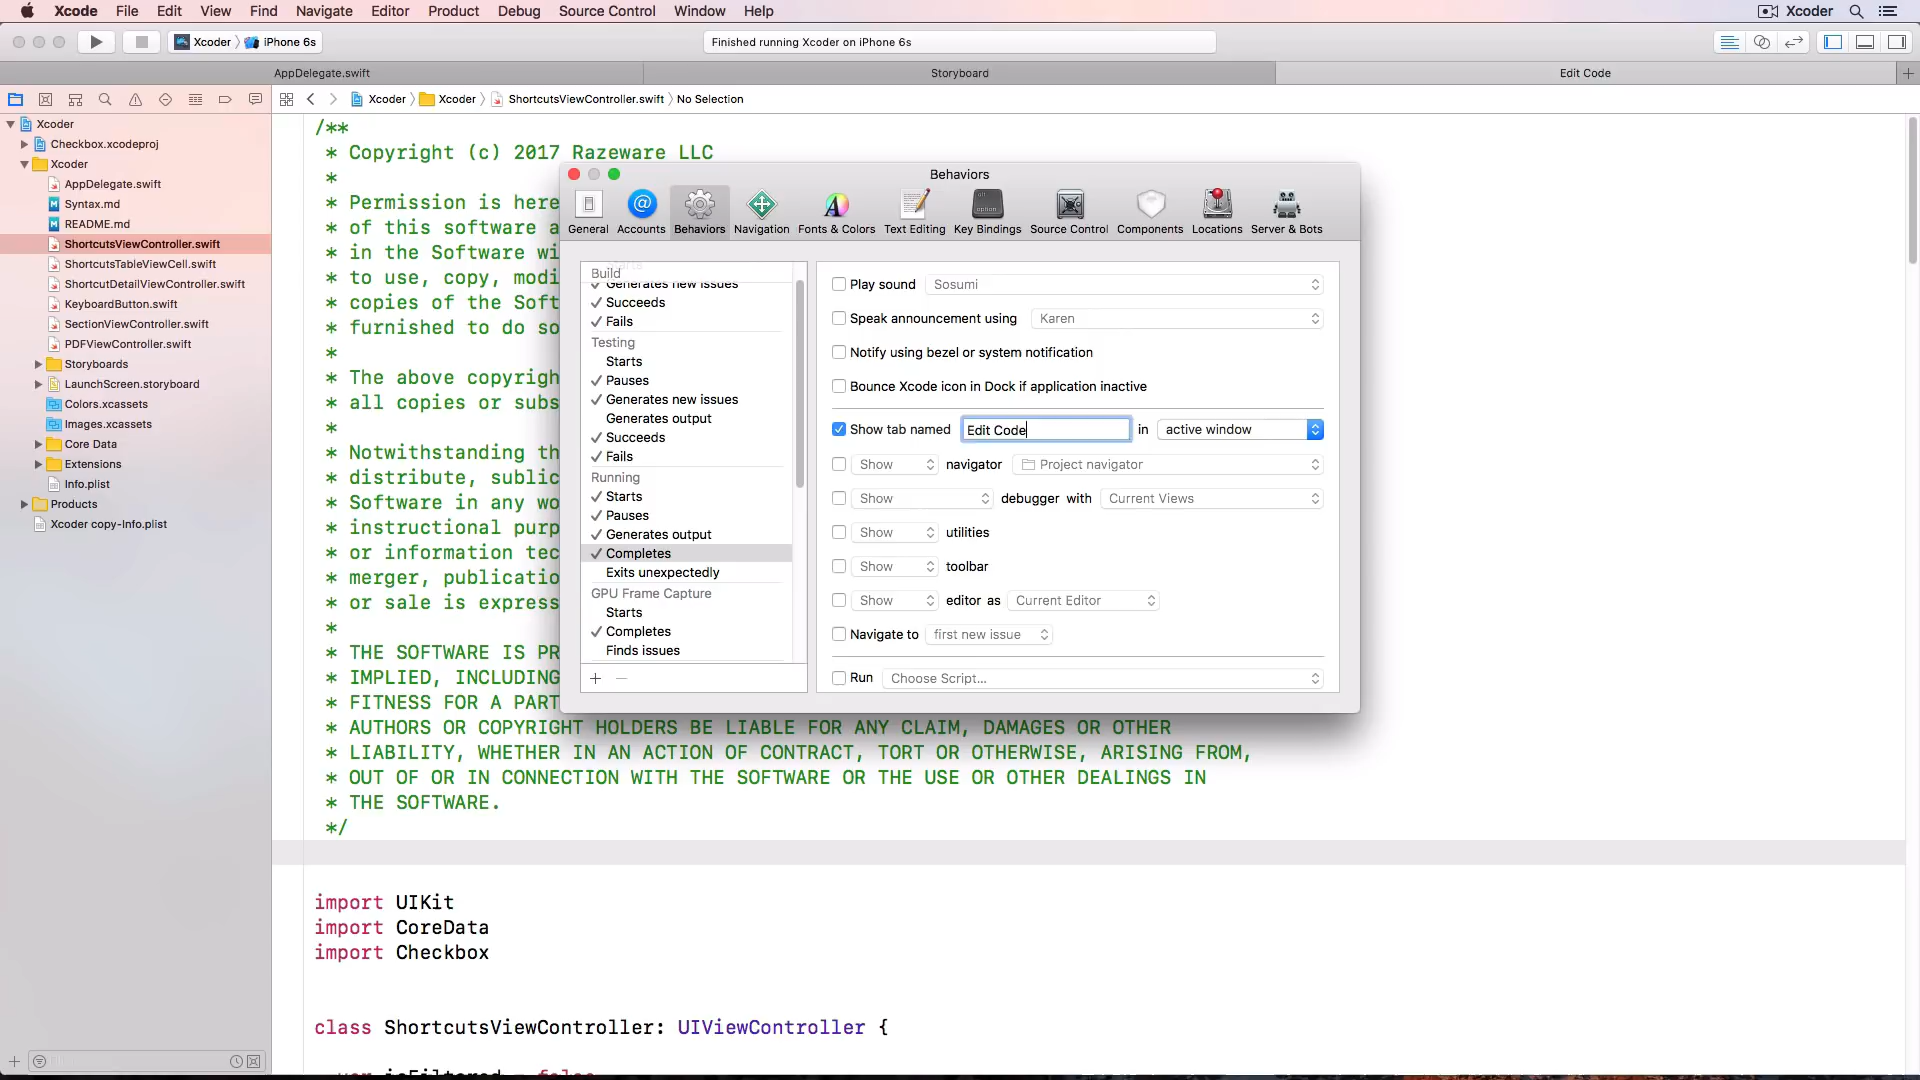 Xcode File Edit View Find Navigate Editor Product Debug Source Control Window Help Xcoder
Xcoder iPhone 6s Finished running Xcoder on iPhone 6s
AppDelegate.swift Storyboard Edit Code
Xcoder Xcoder ShortcutsViewController.swift No Selection
Xcoder
Checkbox.xcodeproj
Xcoder
AppDelegate.swift
Syntax.md
README.md
ShortcutsViewController.swift
ShortcutsTableViewCell.swift
ShortcutDetailViewController.swift
KeyboardButton.swift
SectionViewController.swift
PDFViewController.swift
Storyboards
LaunchScreen.storyboard
Colors.xcassets
Images.xcassets
Core Data
Extensions
Info.plist
Products
Xcoder copy-Info.plist
/**
* Copyright (c) 2017 Razeware LLC
*
* Permission is here
* of this software a
* in the Software wi
* to use, copy, modi
* copies of the Soft
* furnished to do so
*
* The above copyrigh
* all copies or subs
*
* Notwithstanding th
* distribute, sublic
* Software in any wo
* instructional purp
* or information tec
* merger, publicatio
* or sale is express
*
* THE SOFTWARE IS PR
* IMPLIED, INCLUDING
* FITNESS FOR A PART
* AUTHORS OR COPYRIGHT HOLDERS BE LIABLE FOR ANY CLAIM, DAMAGES OR OTHER
* LIABILITY, WHETHER IN AN ACTION OF CONTRACT, TORT OR OTHERWISE, ARISING FROM,
* OUT OF OR IN CONNECTION WITH THE SOFTWARE OR THE USE OR OTHER DEALINGS IN
* THE SOFTWARE.
*/
import UIKit
import CoreData
import Checkbox
class ShortcutsViewController: UIViewController {
var isFiltered = false
Behaviors
General Accounts Behaviors Navigation Fonts & Colors Text Editing Key Bindings Source Control Components Locations Server & Bots
Build
Starts
Generates new issues
Succeeds
Fails
Testing
Starts
Pauses
Generates new issues
Generates output
Succeeds
Fails
Running
Starts
Pauses
Generates output
Completes
Exits unexpectedly
GPU Frame Capture
Starts
Completes
Finds issues
Play sound Sosumi
Speak announcement using Karen
Notify using bezel or system notification
Bounce Xcode icon in Dock if application inactive
Show tab named Edit Code in active window
Show navigator Project navigator
Show debugger with Current Views
Show utilities
Show toolbar
Show editor as Current Editor
Navigate to first new issue
Run Choose Script...